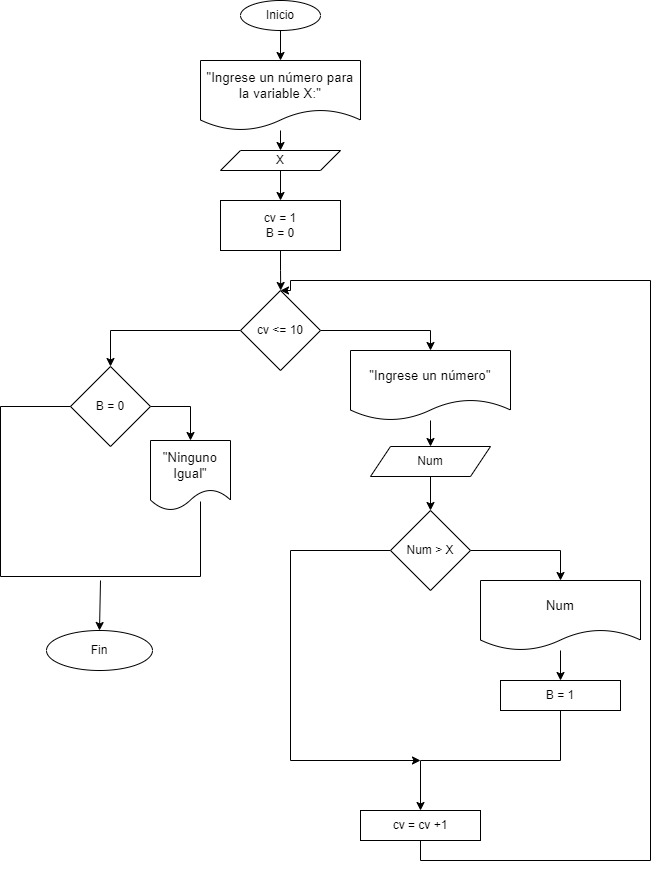 Inicio
"Ingrese un número para
la variable X:"
X
cv = 1
B = 0
cv <= 10
"Ingrese un número"
B = 0
"Ninguno
Igual"
Num
Num > X
Num
Fin
B = 1
cv = cv +1